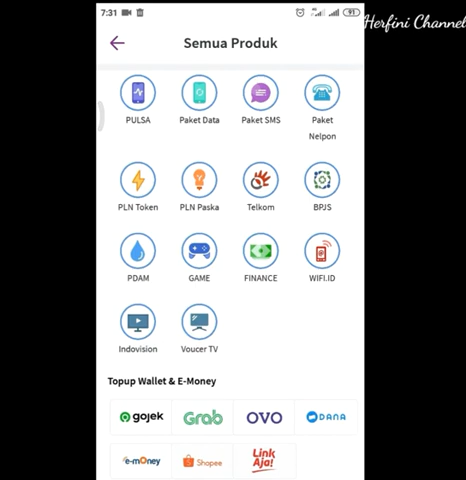 7:31
91
Herfini Channel
Semua Produk
PULSA
Paket Data
Paket SMS
Paket
Nelpon
PLN Token
PLN Paska
Telkom
BPJS
PDAM
GAME
FINANCE
WIFI.ID
Indovision
Voucer TV
Topup Wallet & E-Money
gojek
Grab
OVO
DANA
e-money
Shopee
Link
Aja!